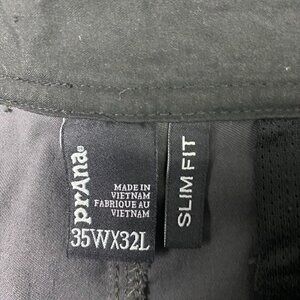 prAna®
MADE IN
VIETNAM
FABRIQUE AU
VIETNAM
35WX32L
SLIM FIT